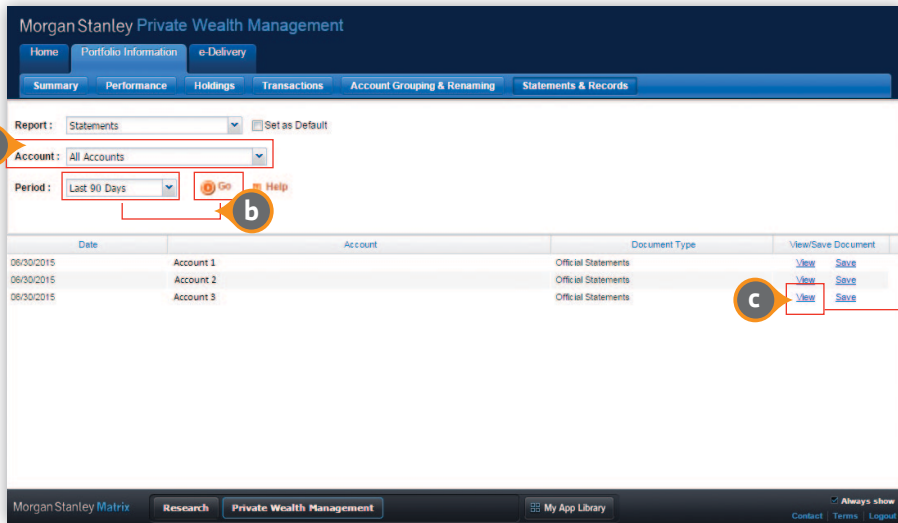 Morgan Stanley Private Wealth Management
Home Portfolio Information e-Delivery
Summary Performance Holdings Transactions Account Grouping & Renaming Statements & Records
Report : Statements Set as Default
Account : All Accounts
Period : Last 90 Days Go Help
b
Date Account Document Type View/Save Document
06/30/2015 Account 1 Official Statements View Save
06/30/2015 Account 2 Official Statements View Save
06/30/2015 Account 3 Official Statements View Save
c
Morgan Stanley Matrix Research Private Wealth Management My App Library Always show
Contact Terms Logout